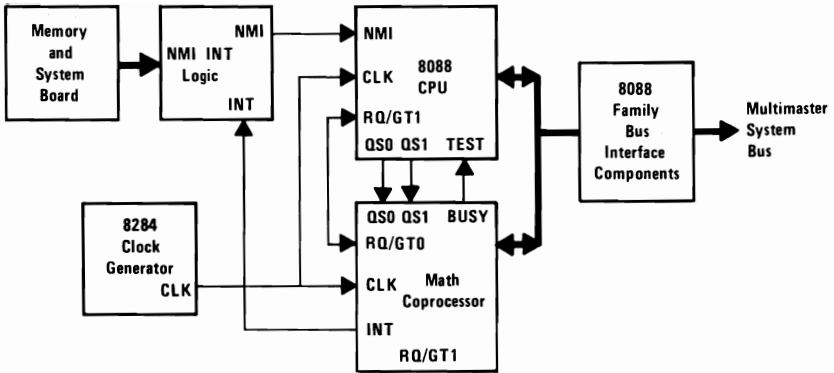 Memory
and
System
Board
NMI
NMI INT
Logic
INT
NMI
8088
CPU
CLK
RQ/GT1
QS0 QS1 TEST
8088
Family
Bus
Interface
Components
Multimaster
System
Bus
8284
Clock
Generator
CLK
QS0 QS1 BUSY
RQ/GT0
CLK
Math
Coprocessor
INT
RQ/GT1